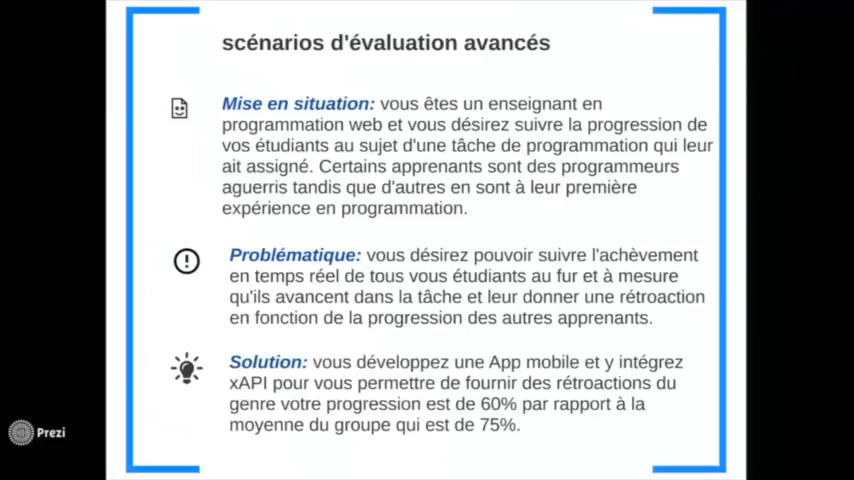 scénarios d'évaluation avancés
Mise en situation: vous êtes un enseignant en
programmation web et vous désirez suivre la progression de
vos étudiants au sujet d'une tâche de programmation qui leur
ait assigné. Certains apprenants sont des programmeurs
aguerris tandis que d'autres en sont à leur première
expérience en programmation.
Problématique: vous désirez pouvoir suivre l'achèvement
en temps réel de tous vous étudiants au fur et à mesure
qu'ils avancent dans la tâche et leur donner une rétroaction
en fonction de la progression des autres apprenants.
Solution: vous développez une App mobile et y intégrez
xAPI pour vous permettre de fournir des rétroactions du
genre votre progression est de 60% par rapport à la
moyenne du groupe qui est de 75%.
Prezi